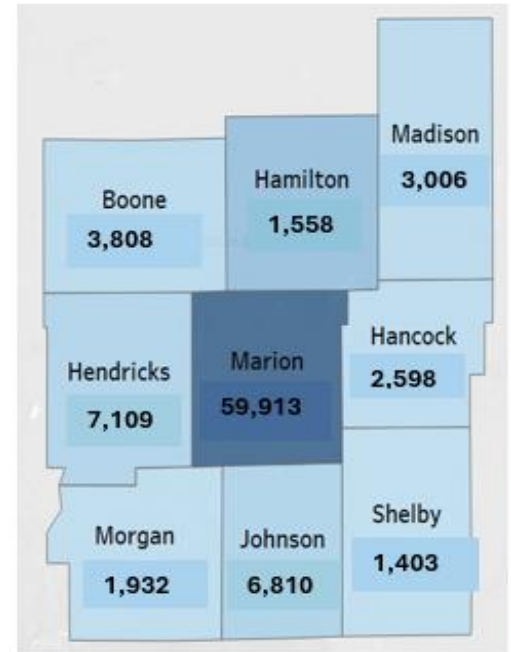 Madison
3,006
Hamilton
1,558
Boone
3,808
Hancock
2,598
Marion
59,913
Hendricks
7,109
Shelby
1,403
Morgan
1,932
Johnson
6,810